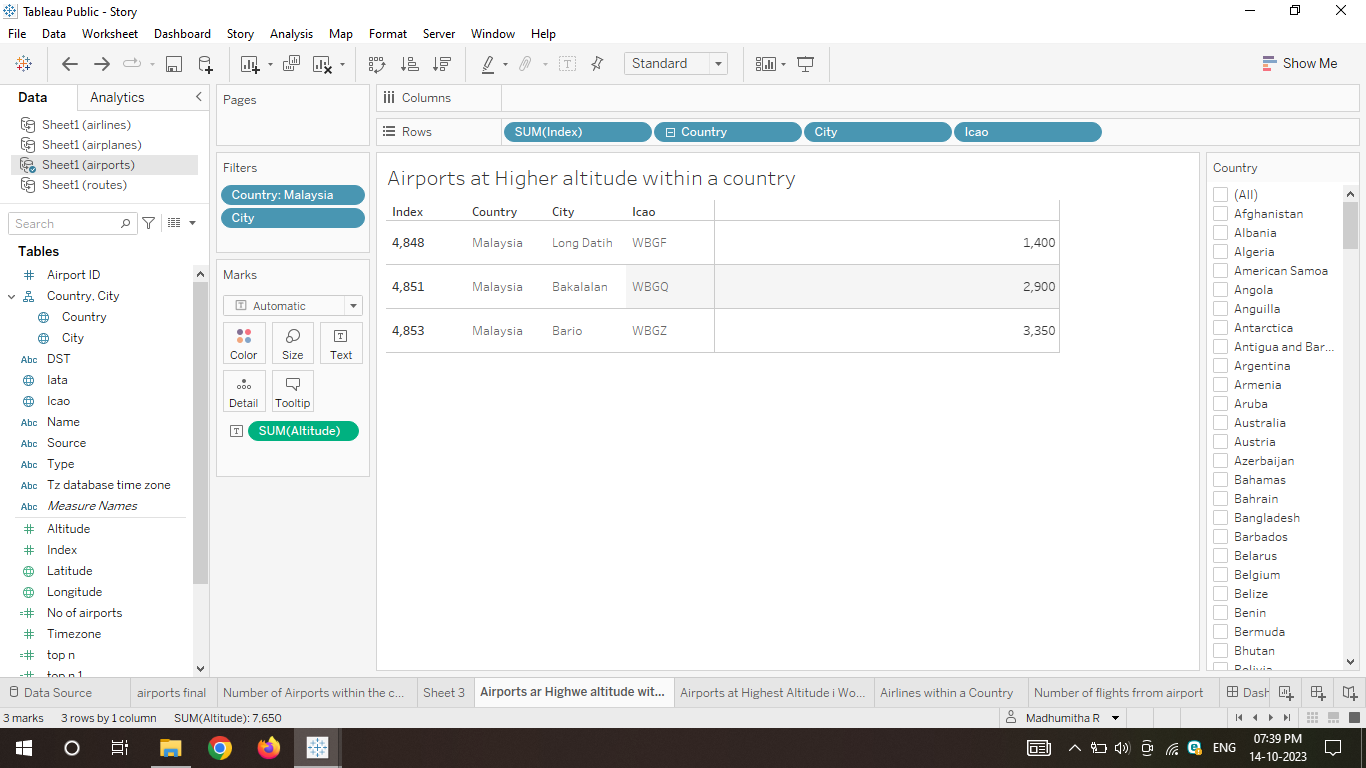 Tableau Public - Story
File Data Worksheet Dashboard Story Analysis Map Format Server Window Help
Standard
Show Me
Data Analytics
Sheet1 (airlines)
Sheet1 (airplanes)
Sheet1 (airports)
Sheet1 (routes)
Search
Tables
# Airport ID
Country, City
Country
City
Abc DST
Iata
Icao
Abc Name
Abc Source
Abc Type
Abc Tz database time zone
Abc Measure Names
# Altitude
# Index
Latitude
Longitude
=# No of airports
# Timezone
=# top n
=# top n 1
Pages
Filters
Country: Malaysia
City
Marks
Automatic
Color Size Text
Detail Tooltip
SUM(Altitude)
Columns
Rows SUM(Index) Country City Icao
Airports at Higher altitude within a country
Index Country City Icao
4,848 Malaysia Long Datih WBGF 1,400
4,851 Malaysia Bakalalan WBGQ 2,900
4,853 Malaysia Bario WBGZ 3,350
Country
(All)
Afghanistan
Albania
Algeria
American Samoa
Angola
Anguilla
Antarctica
Antigua and Bar...
Argentina
Armenia
Aruba
Australia
Austria
Azerbaijan
Bahamas
Bahrain
Bangladesh
Barbados
Belarus
Belgium
Belize
Benin
Bermuda
Bhutan
Bolivia
Data Source airports final Number of Airports within the c... Sheet 3 Airports ar Highwe altitude wit... Airports at Highest Altitude i Wo... Airlines within a Country Number of flights frrom airport Dash
3 marks 3 rows by 1 column SUM(Altitude): 7,650 Madhumitha R
ENG 07:39 PM
14-10-2023